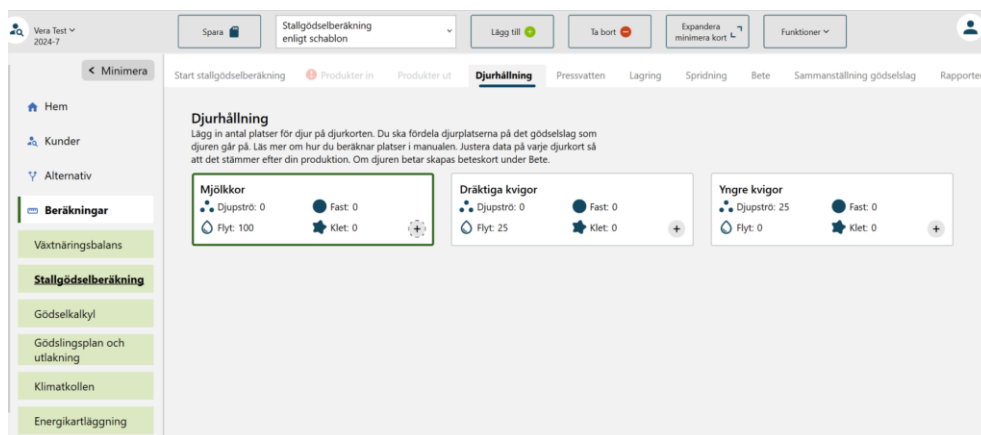 Vera Test
2024-7
Spara
Stallgödselberäkning
enligt schablon
Lägg till
Ta bort
Expandera
minimera kort
Funktioner
Minimera
Start stallgödselberäkning Produkter in Produkter ut Djurhållning Pressvatten Lagring Spridning Bete Sammanställning gödselslag Rapporter
Hem
Kunder
Alternativ
Beräkningar
Växtnäringsbalans
Stallgödselberäkning
Gödselkalkyl
Gödslingsplan och
utlakning
Klimatkollen
Energikartläggning
Djurhållning
Lägg in antal platser för djur på djurkorten. Du ska fördela djurplatserna på det gödselslag som
djuren går på. Läs mer om hur du beräknar platser i manualen. Justera data på varje djurkort så
att det stämmer efter din produktion. Om djuren betar skapas beteskort under Bete.
Mjölkkor
Djupströ: 0 Fast: 0
Flyt: 100 Klet: 0
Dräktiga kvigor
Djupströ: 0 Fast: 0
Flyt: 25 Klet: 0
Yngre kvigor
Djupströ: 25 Fast: 0
Flyt: 0 Klet: 0